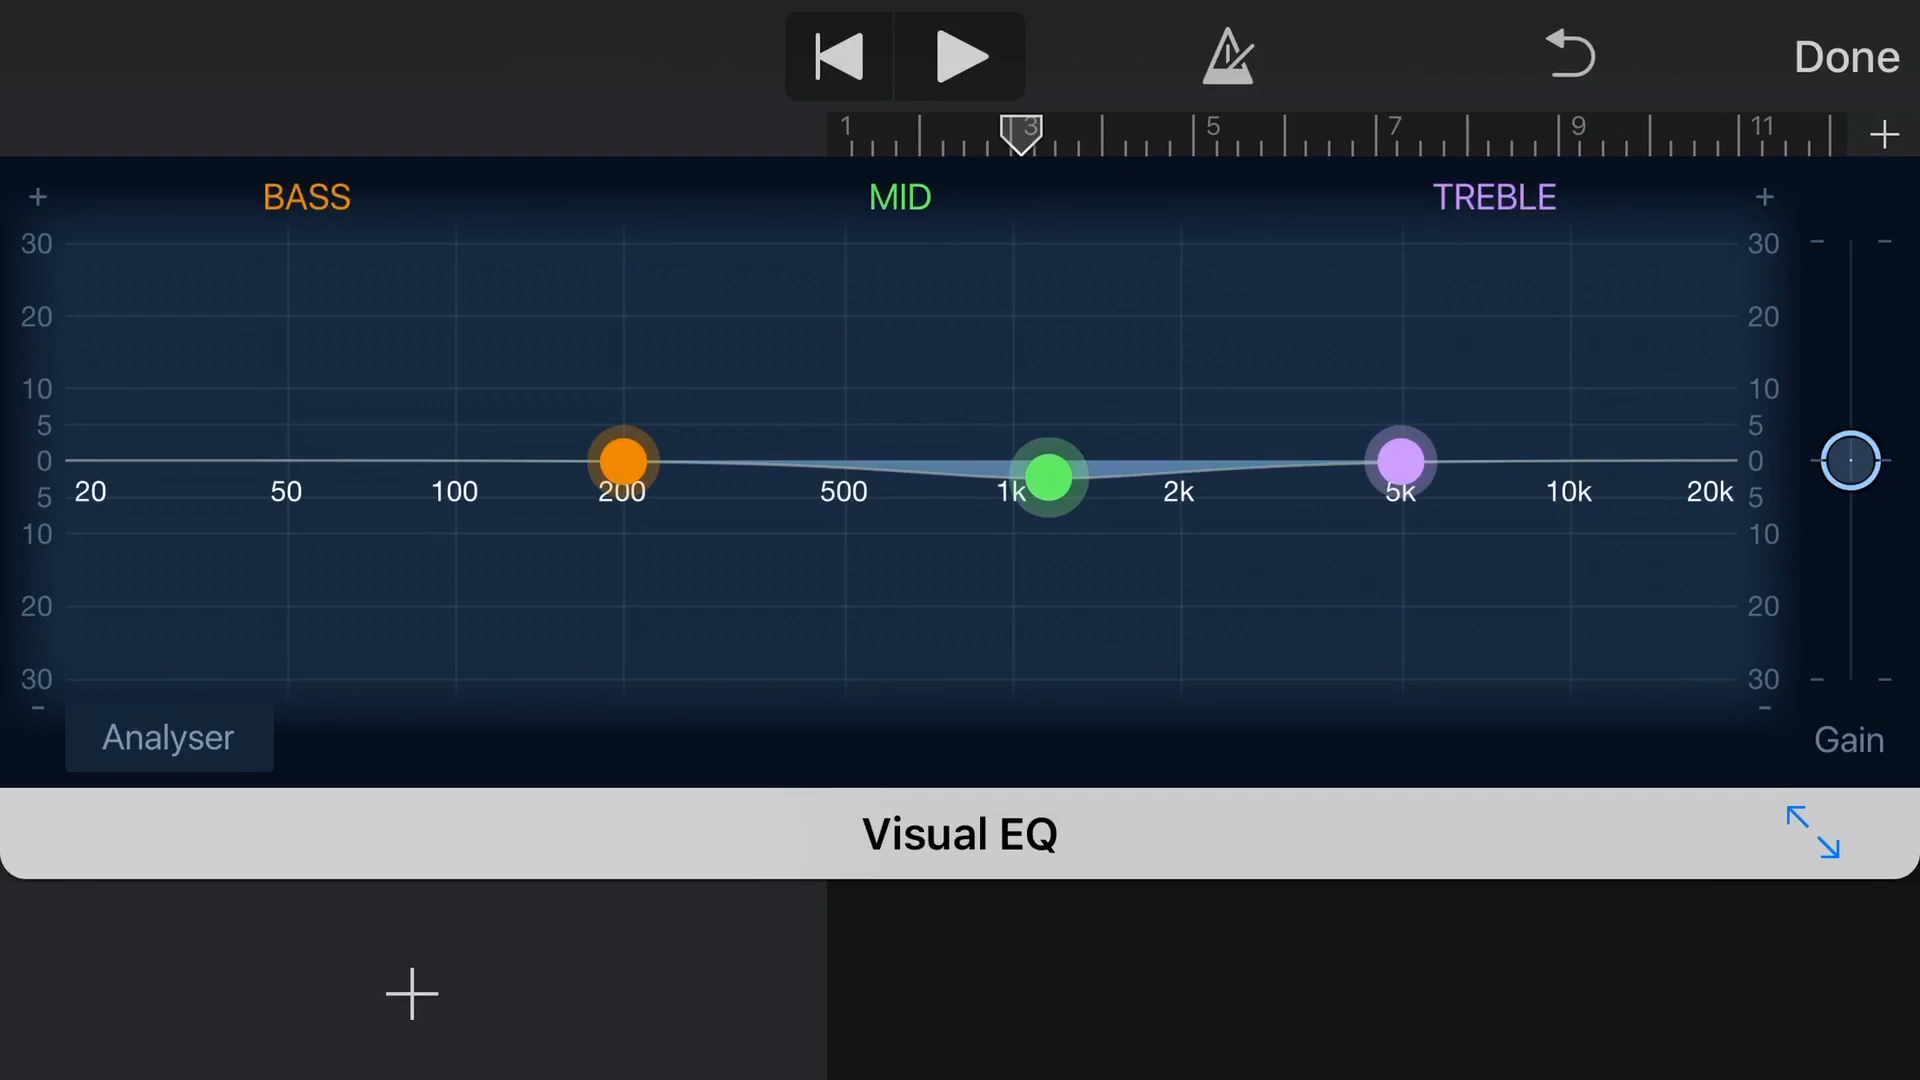 Done
1 3 5 7 9 11 +
+ BASS MID TREBLE +
30 30
20 20
10 10
5 5
0 0
20 50 100 200 500 1k 2k 5k 10k 20k
5 5
10 10
20 20
30 30
- -
Analyser Gain
Visual EQ